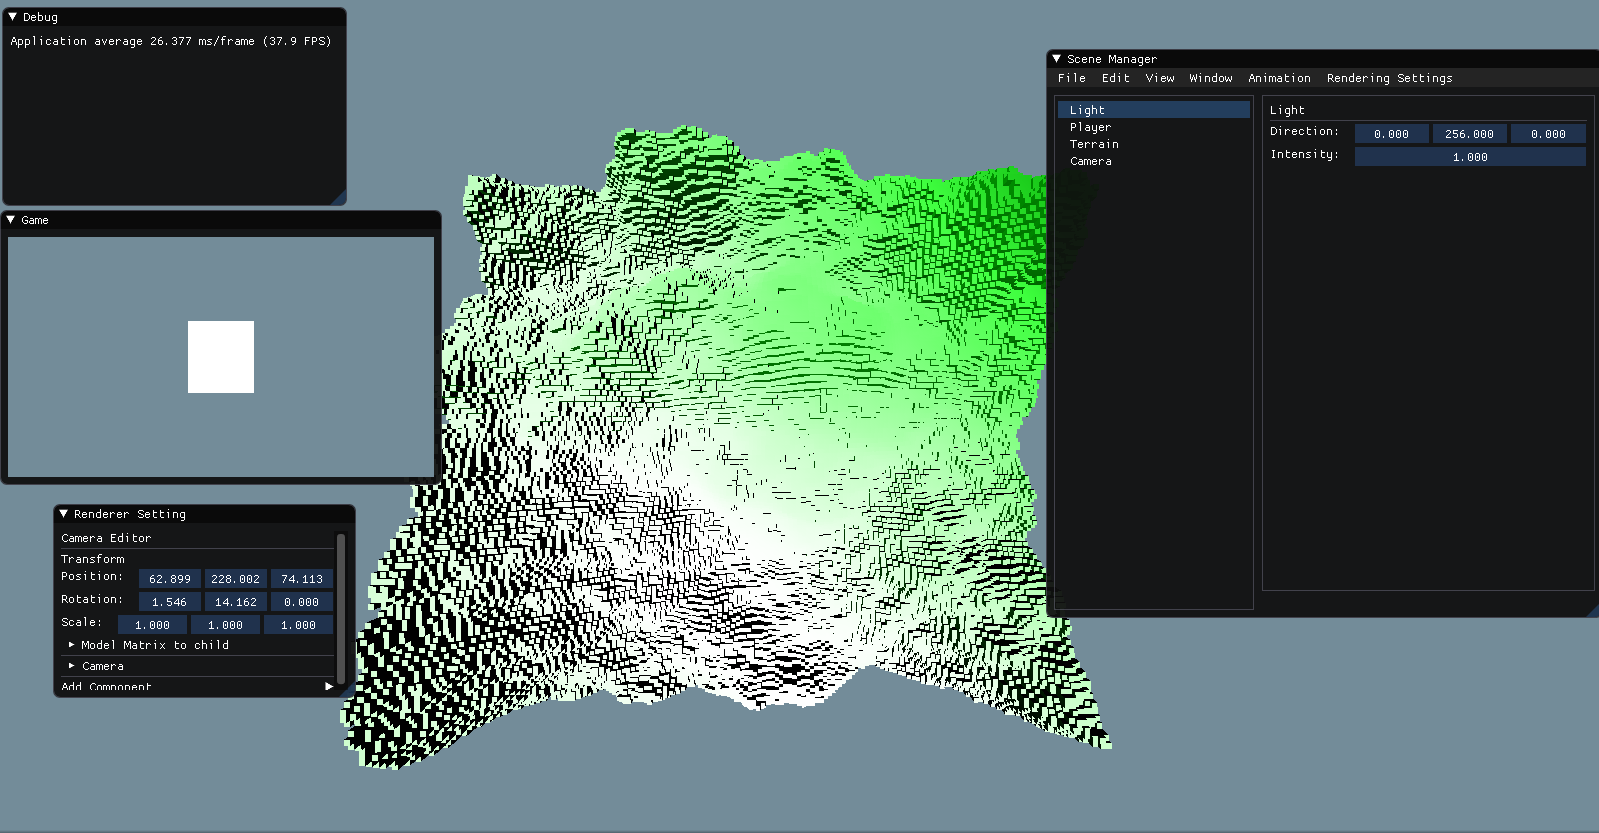 Debug
Application average 26.377 ms/frame (37.9 FPS)
Game
Renderer Setting
Camera Editor
Transform
Position: 62.899 228.002 74.113
Rotation: 1.546 14.162 0.000
Scale: 1.000 1.000 1.000
Model Matrix to child
Camera
Add Component
Scene Manager
File Edit View Window Animation Rendering Settings
Light
Player
Terrain
Camera
Light
Direction: 0.000 256.000 0.000
Intensity: 1.000